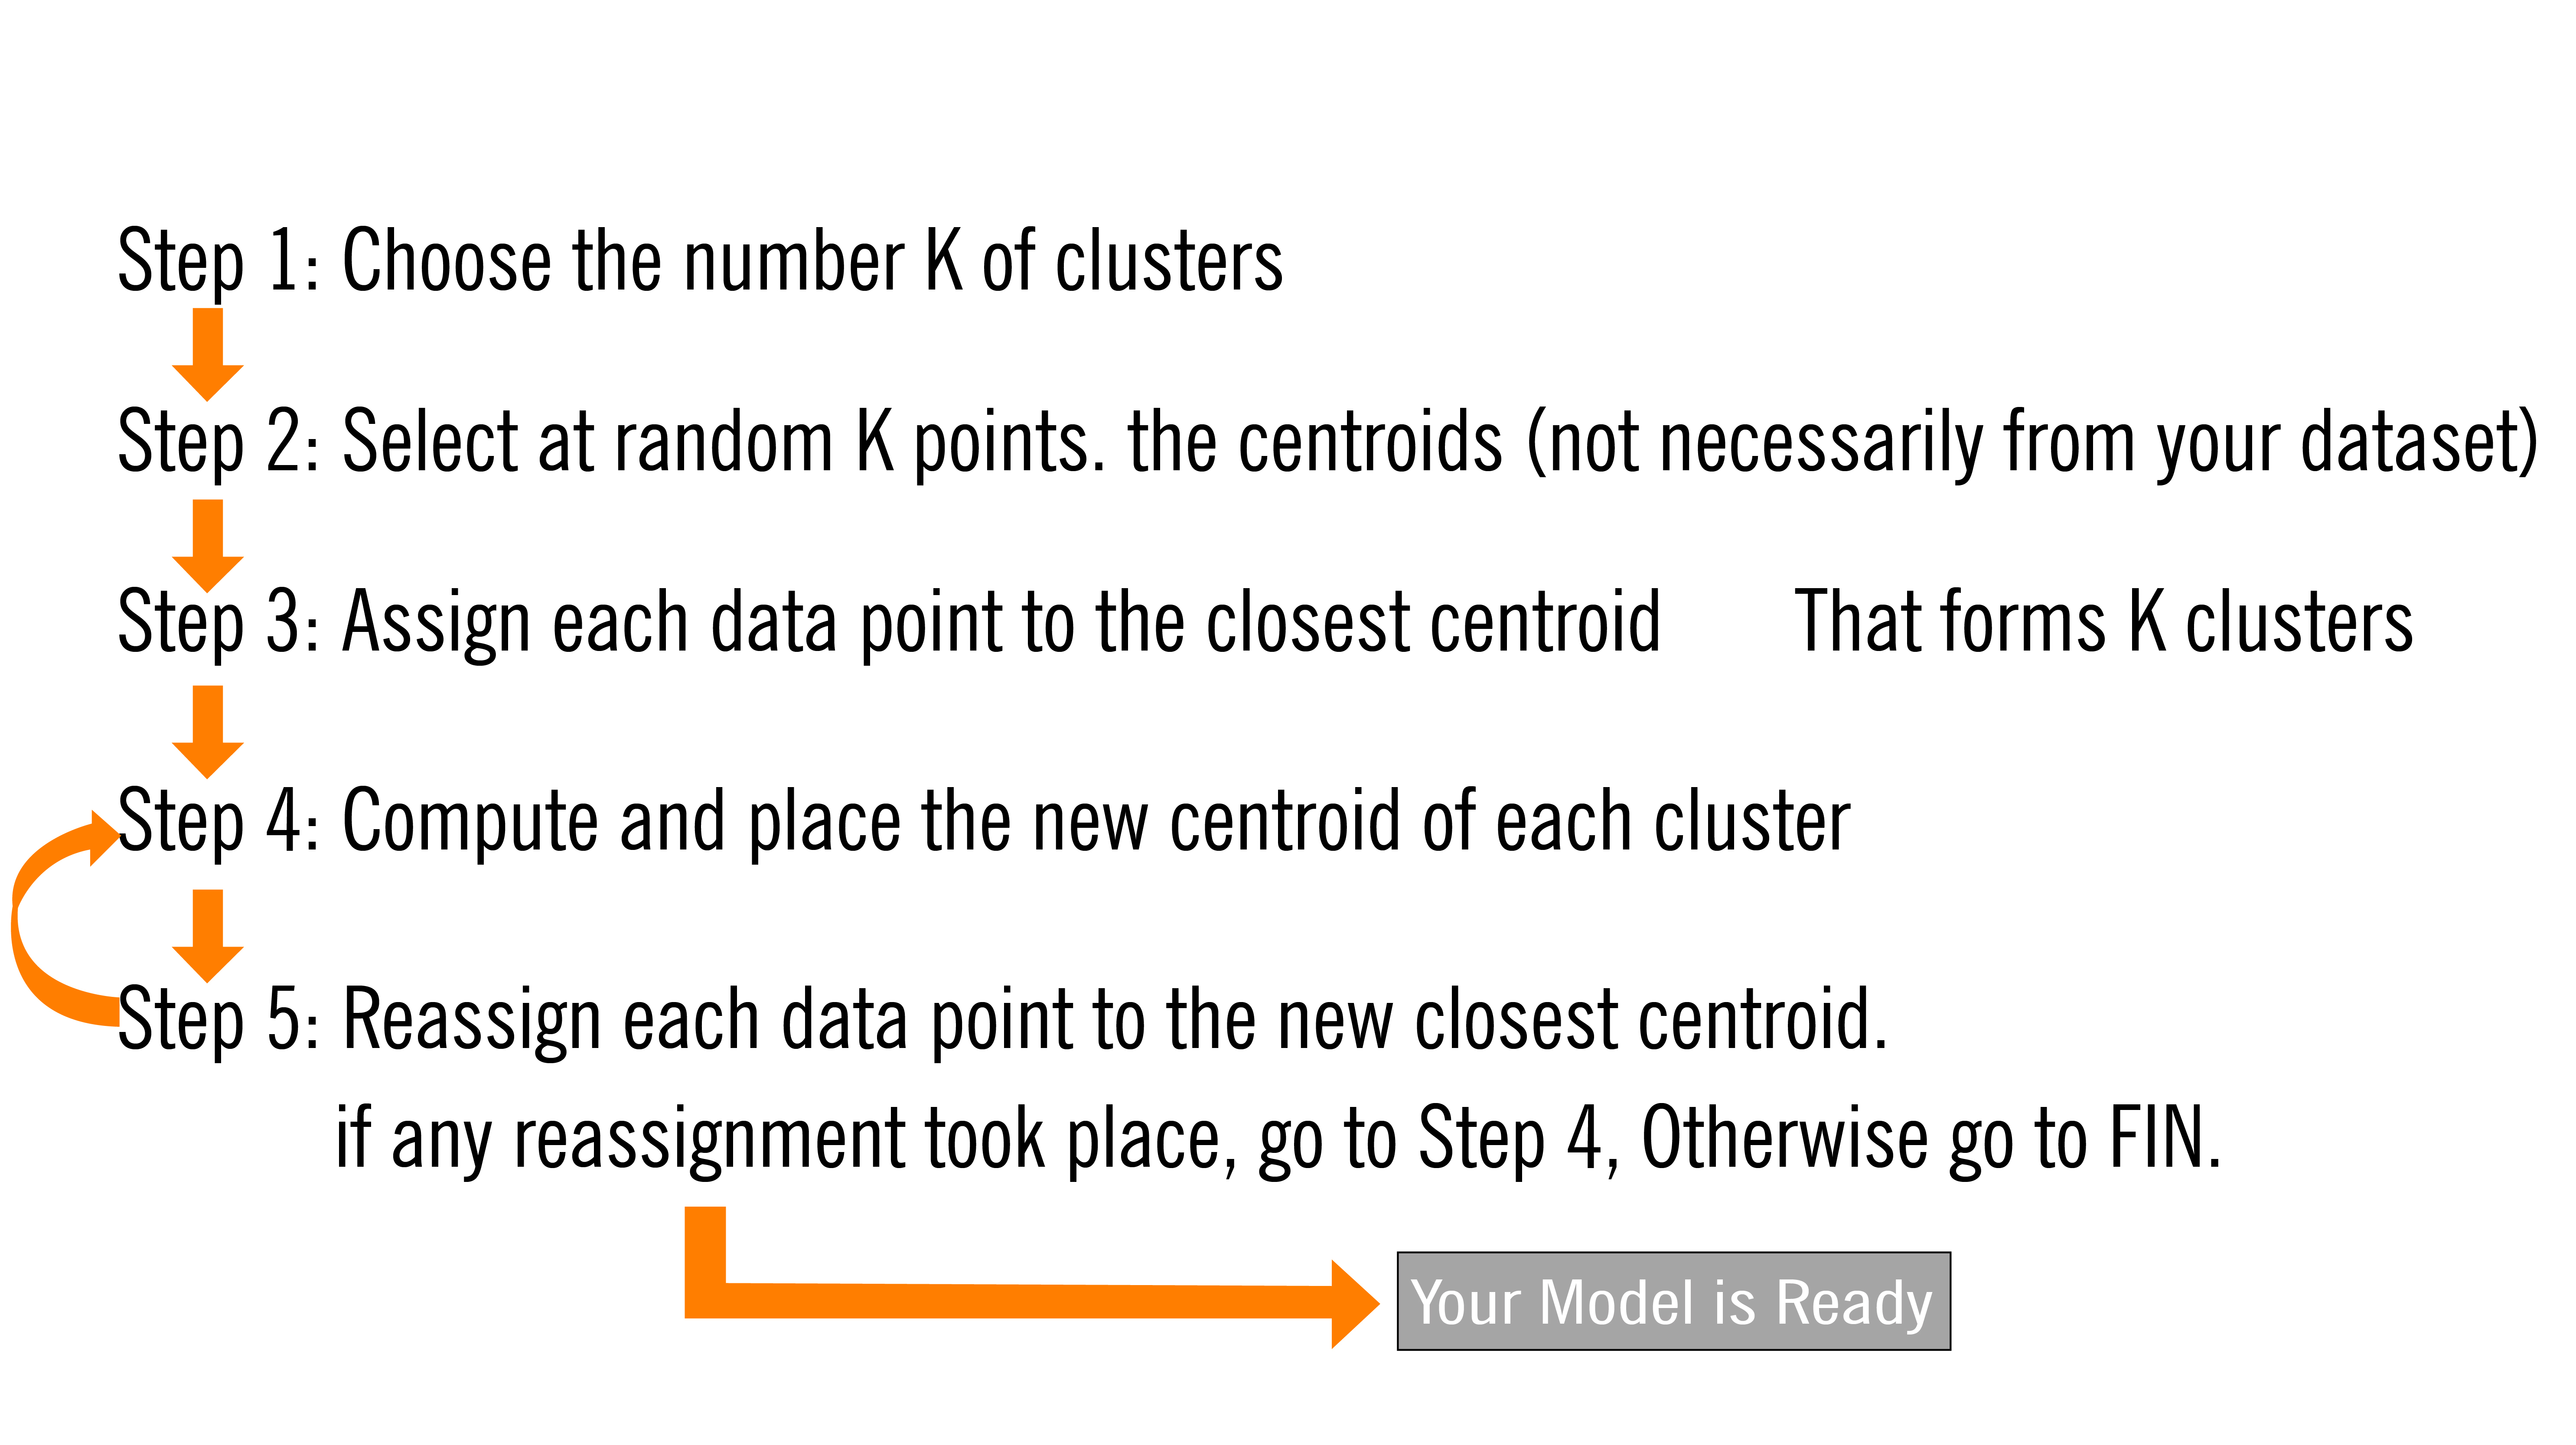 Step 1: Choose the number K of clusters
Step 2: Select at random K points. the centroids (not necessarily from your dataset)
Step 3: Assign each data point to the closest centroid That forms K clusters
Step 4: Compute and place the new centroid of each cluster
Step 5: Reassign each data point to the new closest centroid.
if any reassignment took place, go to Step 4, Otherwise go to FIN.
Your Model is Ready